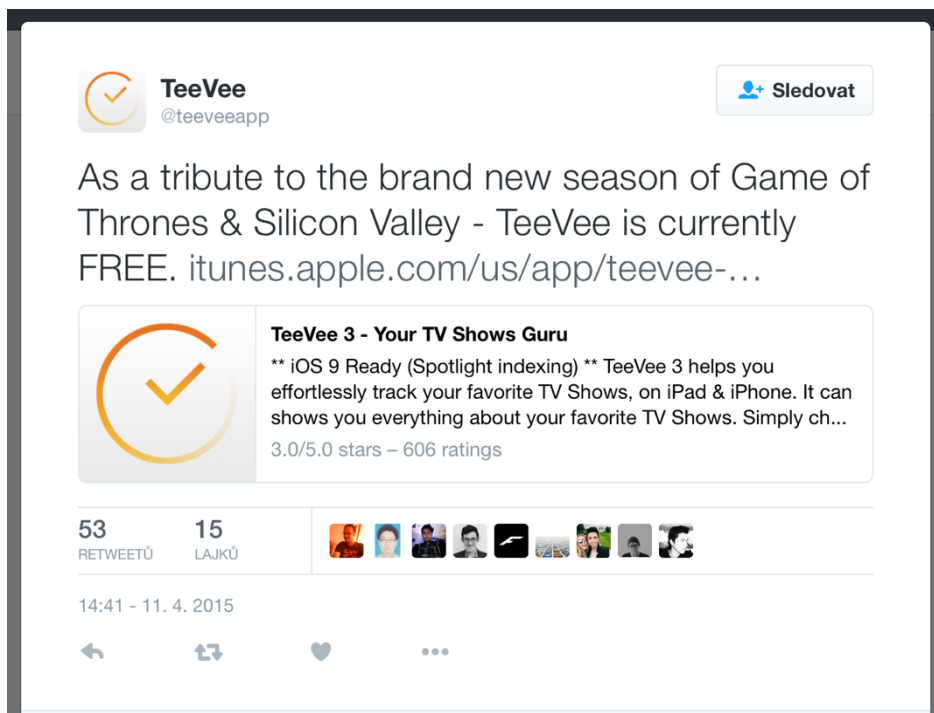 TeeVee
@teeveeapp
Sledovat
As a tribute to the brand new season of Game of
Thrones & Silicon Valley - TeeVee is currently
FREE. itunes.apple.com/us/app/teevee-...
TeeVee 3 - Your TV Shows Guru
** iOS 9 Ready (Spotlight indexing) ** TeeVee 3 helps you
effortlessly track your favorite TV Shows, on iPad & iPhone. It can
shows you everything about your favorite TV Shows. Simply ch...
3.0/5.0 stars – 606 ratings
53 15
RETWEETŮ LAJKŮ
14:41 - 11. 4. 2015